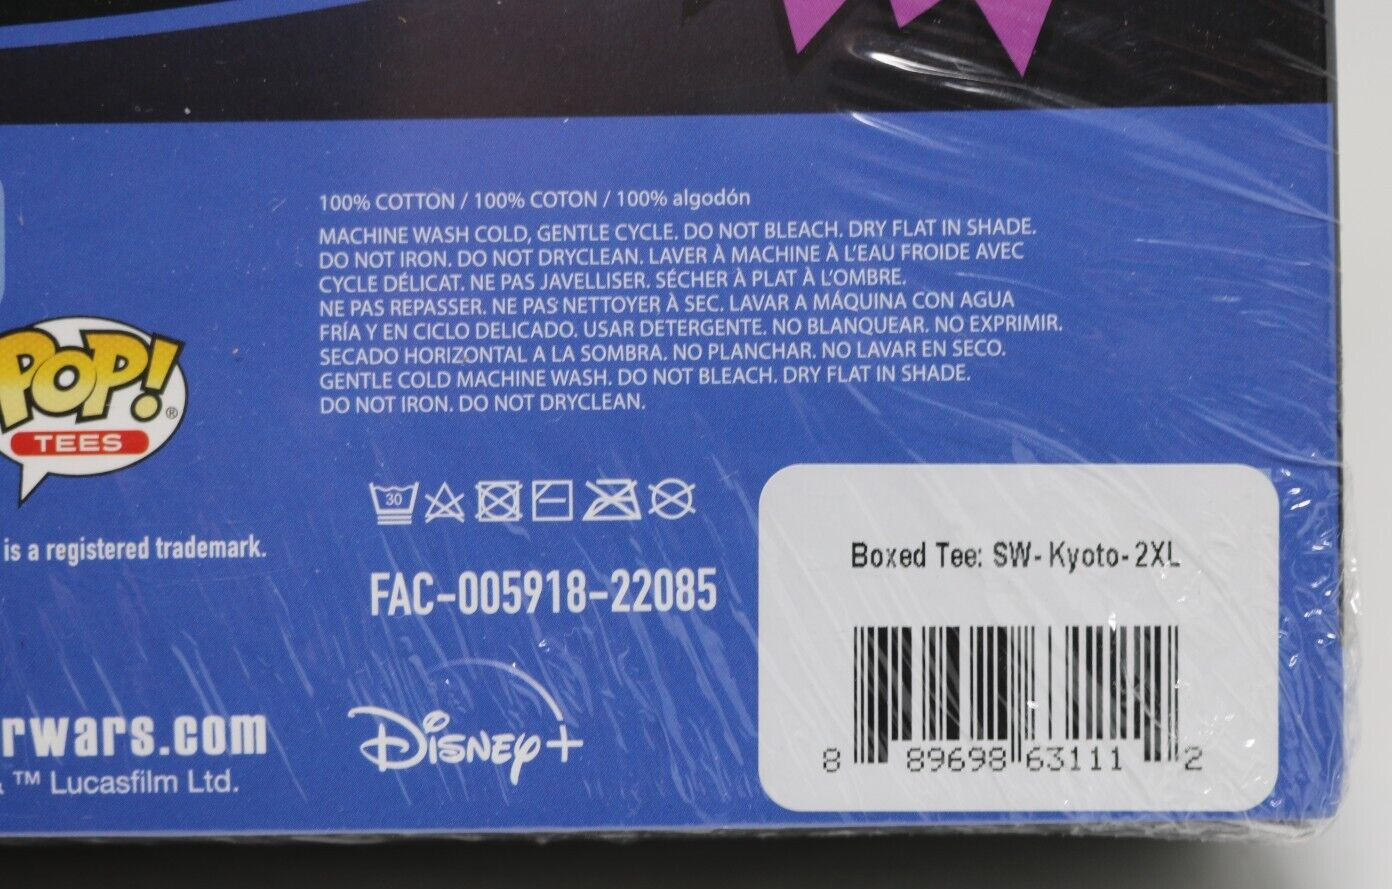 100% COTTON / 100% COTON / 100% algodón
MACHINE WASH COLD, GENTLE CYCLE. DO NOT BLEACH. DRY FLAT IN SHADE.
DO NOT IRON. DO NOT DRYCLEAN. LAVER À MACHINE À L'EAU FROIDE AVEC
CYCLE DÉLICAT. NE PAS JAVELLISER. SÉCHER À PLAT À L'OMBRE.
NE PAS REPASSER. NE PAS NETTOYER À SEC. LAVAR A MÁQUINA CON AGUA
FRÍA Y EN CICLO DELICADO. USAR DETERGENTE. NO BLANQUEAR. NO EXPRIMIR.
SECADO HORIZONTAL A LA SOMBRA. NO PLANCHAR. NO LAVAR EN SECO.
GENTLE COLD MACHINE WASH. DO NOT BLEACH. DRY FLAT IN SHADE.
DO NOT IRON. DO NOT DRYCLEAN.
POP!®
TEES
30
is a registered trademark.
FAC-005918-22085
rwars.com
& ™ Lucasfilm Ltd.
Disney+
Boxed Tee: SW-Kyoto-2XL
8 89698 63111 2